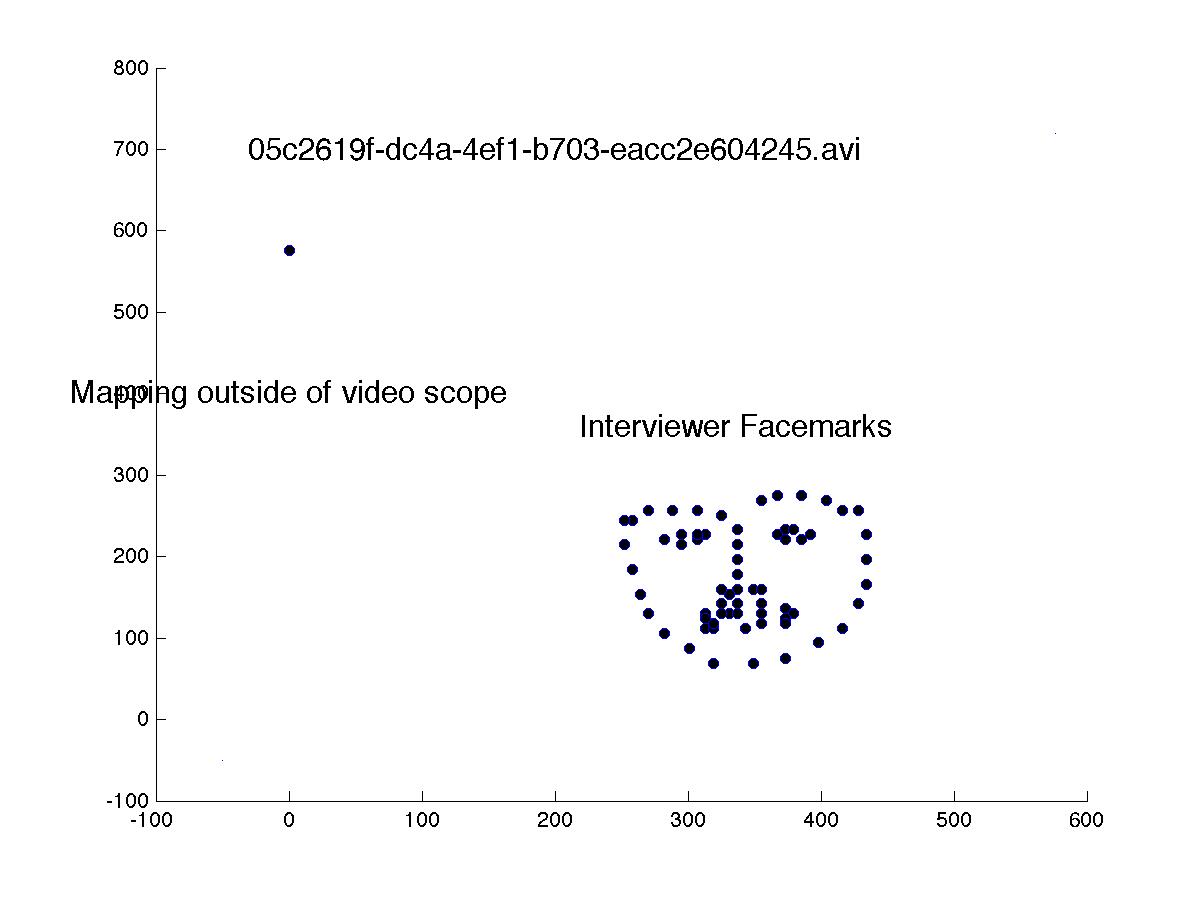 800
700
05c2619f-dc4a-4ef1-b703-eacc2e604245.avi
600
500
400
Mapping outside of video scope
Interviewer Facemarks
300
200
100
0
-100
-100 0 100 200 300 400 500 600